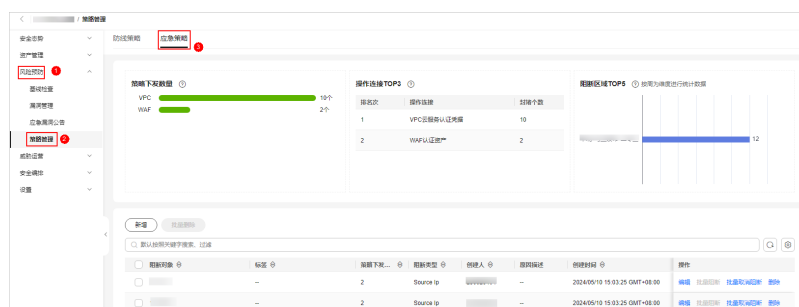 / 策略管理
安全态势
资产管理
风险预防
1
基线检查
漏洞管理
应急漏洞公告
策略管理
2
威胁运营
安全编排
设置
防线策略
应急策略
3
策略下发数量
VPC
10个
WAF
2个
操作连接TOP3
排名次
操作连接
封堵个数
1
VPC云服务认证凭据
10
2
WAF认证资产
2
阻断区域TOP5
按周为维度进行统计数据
12
新增
批量删除
默认按照关键字搜索、过滤
阻断对象
标签
策略下发...
阻断类型
创建人
原因描述
创建时间
操作
--
2
Source Ip
--
2024/05/10 15:03:25 GMT+08:00
编辑 批量阻断 批量取消阻断 删除
--
2
Source Ip
--
2024/05/10 15:03:25 GMT+08:00
编辑 批量阻断 批量取消阻断 删除